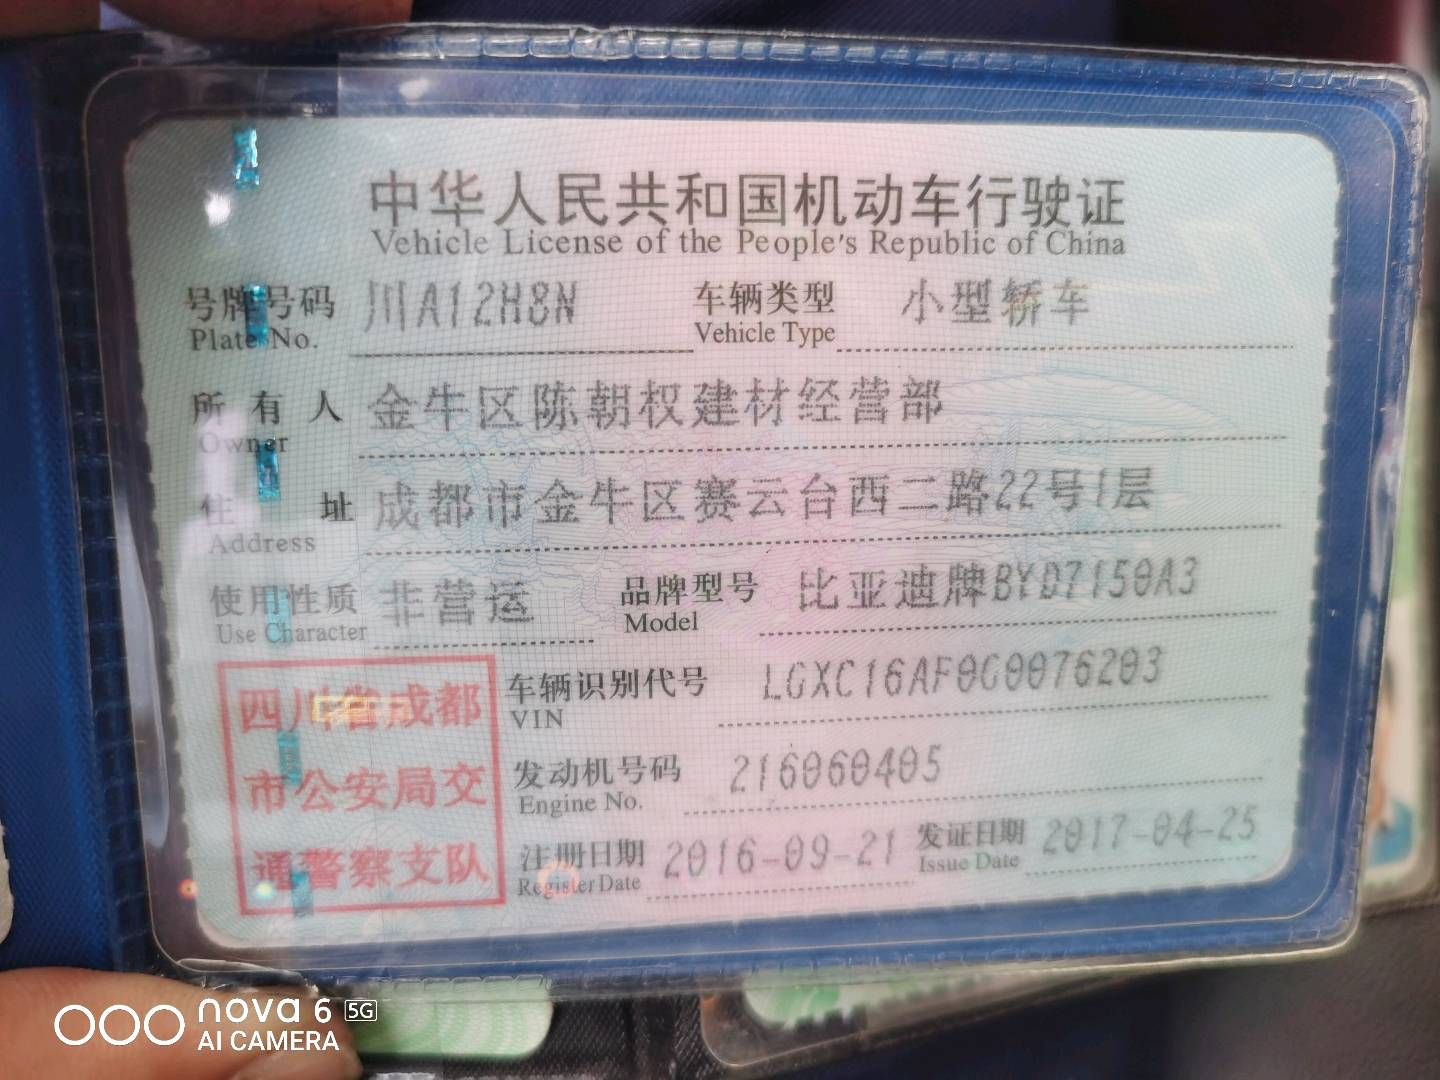 中华人民共和国机动车行驶证
Vehicle License of the People's Republic of China
号牌号码 川A12H8N 车辆类型 小型轿车
Plate No. Vehicle Type
所有人 金牛区陈朝权建材经营部
Owner
住址 成都市金牛区赛云台西二路22号1层
Address
使用性质 非营运 品牌型号 比亚迪牌BYD7150A3
Use Character Model
四川省成都
市公安局交
通警察支队
车辆识别代号 LGXC16AF0G0076203
VIN
发动机号码 216060405
Engine No.
注册日期 2016-09-21 发证日期 2017-04-25
Register Date Issue Date
nova 6 5G
AI CAMERA